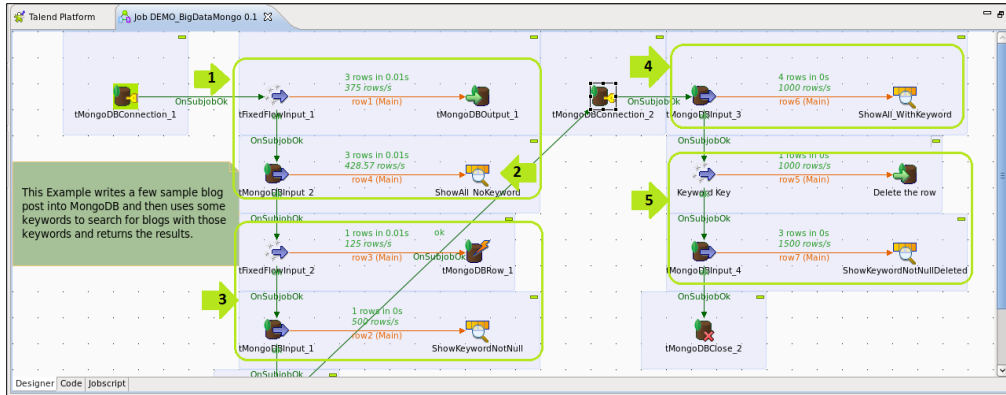 Talend Platform
Job DEMO_BigDataMongo 0.1
1
3 rows in 0.01s
375 rows/s
row1 (Main)
OnSubjobOk
tMongoDBConnection_1
tFixedFlowInput_1
tMongoDBOutput_1
OnSubjobOk
3 rows in 0.01s
428.57 rows/s
row4 (Main)
2
tMongoDBInput_2
ShowAll_NoKeyword
This Example writes a few sample blog
post into MongoDB and then uses some
keywords to search for blogs with those
keywords and returns the results.
OnSubjobOk
1 rows in 0.01s
125 rows/s
row3 (Main)
ok
OnSubjobOk
tFixedFlowInput_2
tMongoDBRow_1
3
OnSubjobOk
1 rows in 0s
500 rows/s
row2 (Main)
tMongoDBInput_1
ShowKeywordNotNull
OnSubjobOk
4
tMongoDBConnection_2
OnSubjobOk
4 rows in 0s
1000 rows/s
row6 (Main)
tMongoDBInput_3
ShowAll_WithKeyword
OnSubjobOk
1 rows in 0s
1000 rows/s
row5 (Main)
Keyword Key
Delete the row
5
OnSubjobOk
3 rows in 0s
1500 rows/s
row7 (Main)
tMongoDBInput_4
ShowKeywordNotNullDeleted
OnSubjobOk
tMongoDBClose_2
Designer
Code
Jobscript